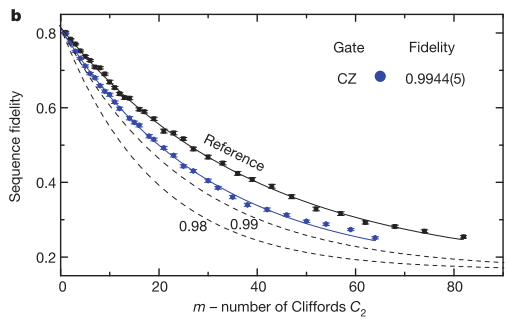 b
Gate Fidelity
CZ 0.9944(5)
Reference
0.98 0.99
0.8
0.6
0.4
0.2
0 20 40 60 80
Sequence fidelity
m – number of Cliffords C₂